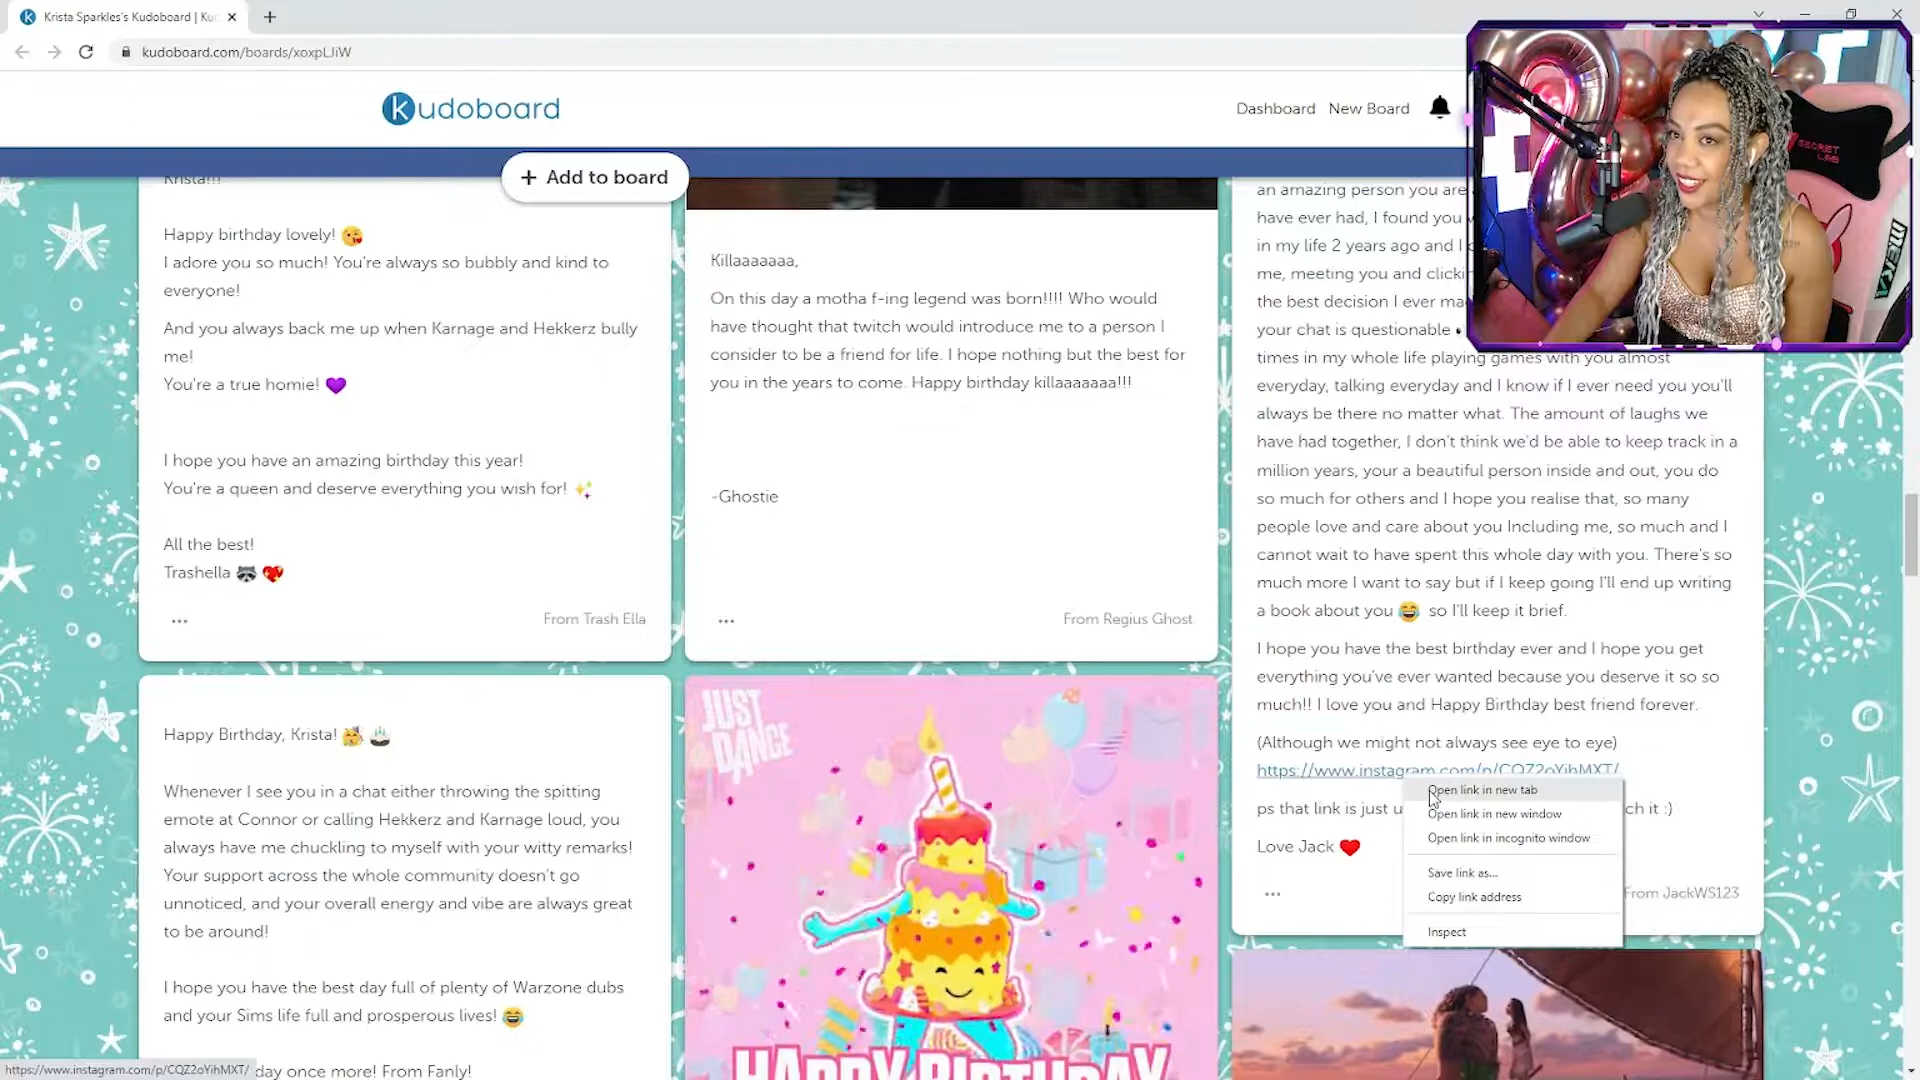 Krista Sparkles's Kudoboard | Ku
kudoboard.com/boards/xoxpLJiW
kudoboard
Dashboard
New Board
+ Add to board
SECRET
LAB
MEKA
Krista!!!
Happy birthday lovely! 😘
I adore you so much! You're always so bubbly and kind to
everyone!
And you always back me up when Karnage and Hekkerz bully
me!
You're a true homie! 💜
I hope you have an amazing birthday this year!
You're a queen and deserve everything you wish for! ✨
All the best!
Trashella 🦝 💖
...
From Trash Ella
Killaaaaaaa,
On this day a motha f-ing legend was born!!!! Who would
have thought that twitch would introduce me to a person I
consider to be a friend for life. I hope nothing but the best for
you in the years to come. Happy birthday killaaaaaaa!!!
-Ghostie
...
From Regius Ghost
an amazing person you are
have ever had, I found you
in my life 2 years ago and I
me, meeting you and clicki
the best decision I ever ma
your chat is questionable
times in my whole life playing games with you almost
everyday, talking everyday and I know if I ever need you you'll
always be there no matter what. The amount of laughs we
have had together, I don't think we'd be able to keep track in a
million years, your a beautiful person inside and out, you do
so much for others and I hope you realise that, so many
people love and care about you Including me, so much and I
cannot wait to have spent this whole day with you. There's so
much more I want to say but if I keep going I'll end up writing
a book about you 😂 so I'll keep it brief.
I hope you have the best birthday ever and I hope you get
everything you've ever wanted because you deserve it so so
much!! I love you and Happy Birthday best friend forever.
(Although we might not always see eye to eye)
https://www.instagram.com/p/CQZ2oYihMXT/
ps that link is just u
ch it :)
Love Jack ❤️
...
From JackWS123
Open link in new tab
Open link in new window
Open link in incognito window
Save link as...
Copy link address
Inspect
Happy Birthday, Krista! 🥳 🎂
Whenever I see you in a chat either throwing the spitting
emote at Connor or calling Hekkerz and Karnage loud, you
always have me chuckling to myself with your witty remarks!
Your support across the whole community doesn't go
unnoticed, and your overall energy and vibe are always great
to be around!
I hope you have the best day full of plenty of Warzone dubs
and your Sims life full and prosperous lives! 😂
day once more! From Fanly!
JUST
DANCE
HAPPY BIRTHDAY
https://www.instagram.com/p/CQZ2oYihMXT/